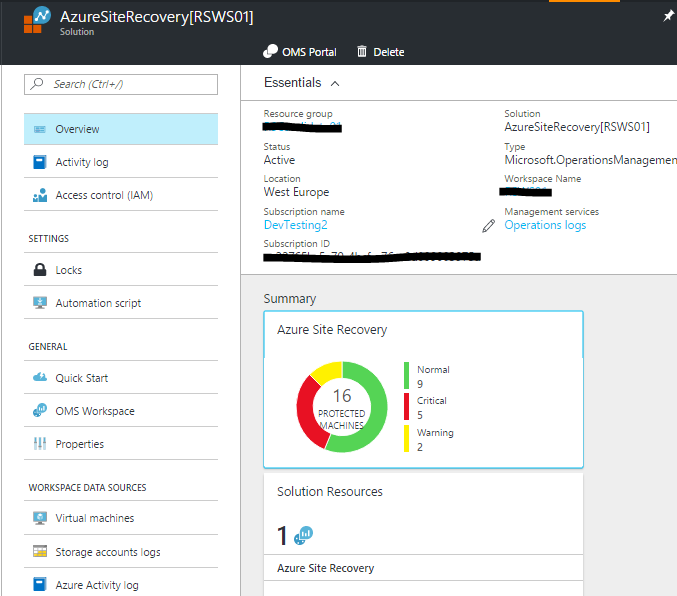 AzureSiteRecovery[RSWS01]
Solution
OMS Portal
Delete
Search (Ctrl+/)
Overview
Activity log
Access control (IAM)
SETTINGS
Locks
Automation script
GENERAL
Quick Start
OMS Workspace
Properties
WORKSPACE DATA SOURCES
Virtual machines
Storage accounts logs
Azure Activity log
Essentials
Resource group
Status
Active
Location
West Europe
Subscription name
DevTesting2
Subscription ID
Solution
AzureSiteRecovery[RSWS01]
Type
Microsoft.OperationsManagemen
Workspace Name
Management services
Operations logs
Summary
Azure Site Recovery
16
PROTECTED
MACHINES
Normal
9
Critical
5
Warning
2
Solution Resources
1
Azure Site Recovery